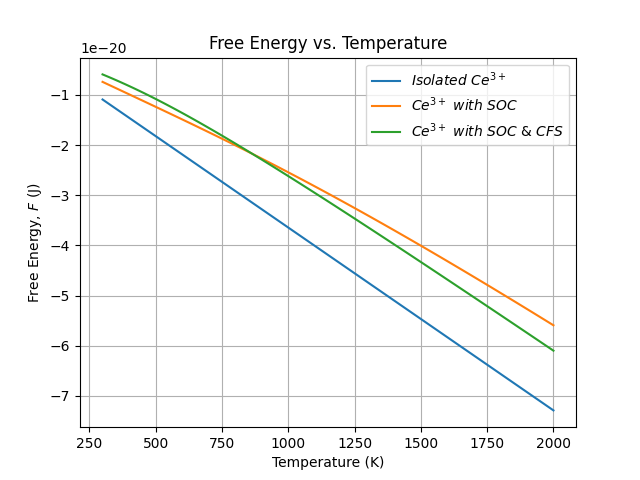 Free Energy vs. Temperature
1e−20
Isolated Ce³⁺
Ce³⁺ with SOC
Ce³⁺ with SOC & CFS
−1
−2
−3
−4
−5
−6
−7
Free Energy, F (J)
250 500 750 1000 1250 1500 1750 2000
Temperature (K)